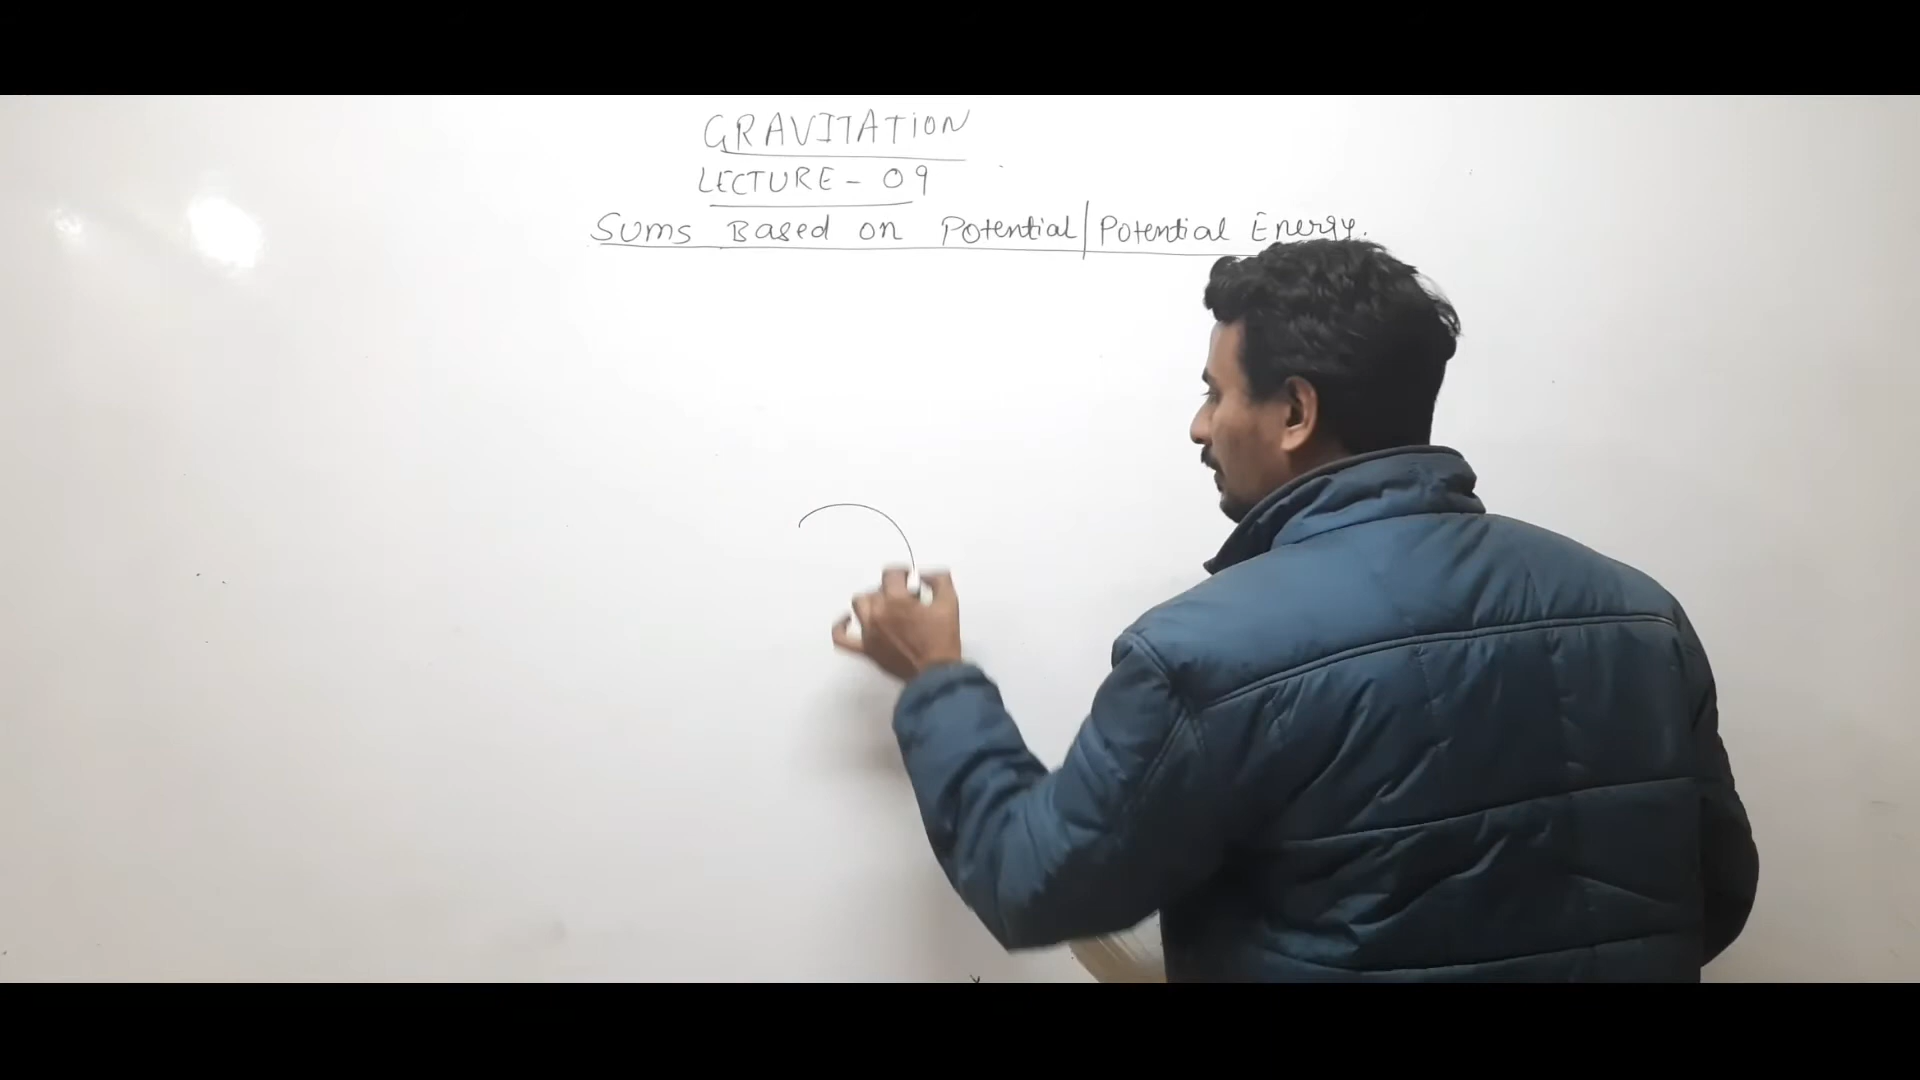 GRAVITATION
LECTURE - 09
Sums Based on Potential/Potential Energy.